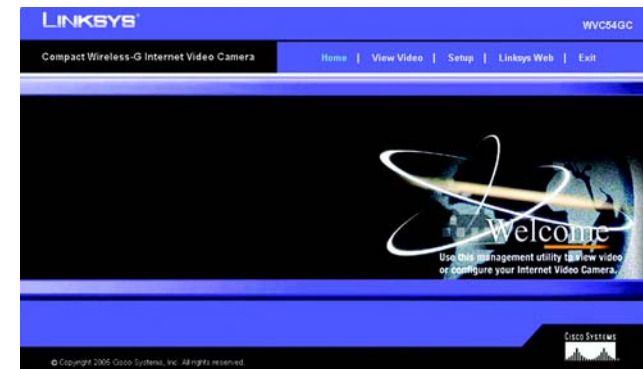 LINKSYS®
WVC54GC
Compact Wireless-G Internet Video Camera
Home | View Video | Setup | Linksys Web | Exit
Welcome
Use this management utility to view video
or configure your Internet Video Camera.
CISCO SYSTEMS
© Copyright 2005 Cisco Systems, Inc. All rights reserved.